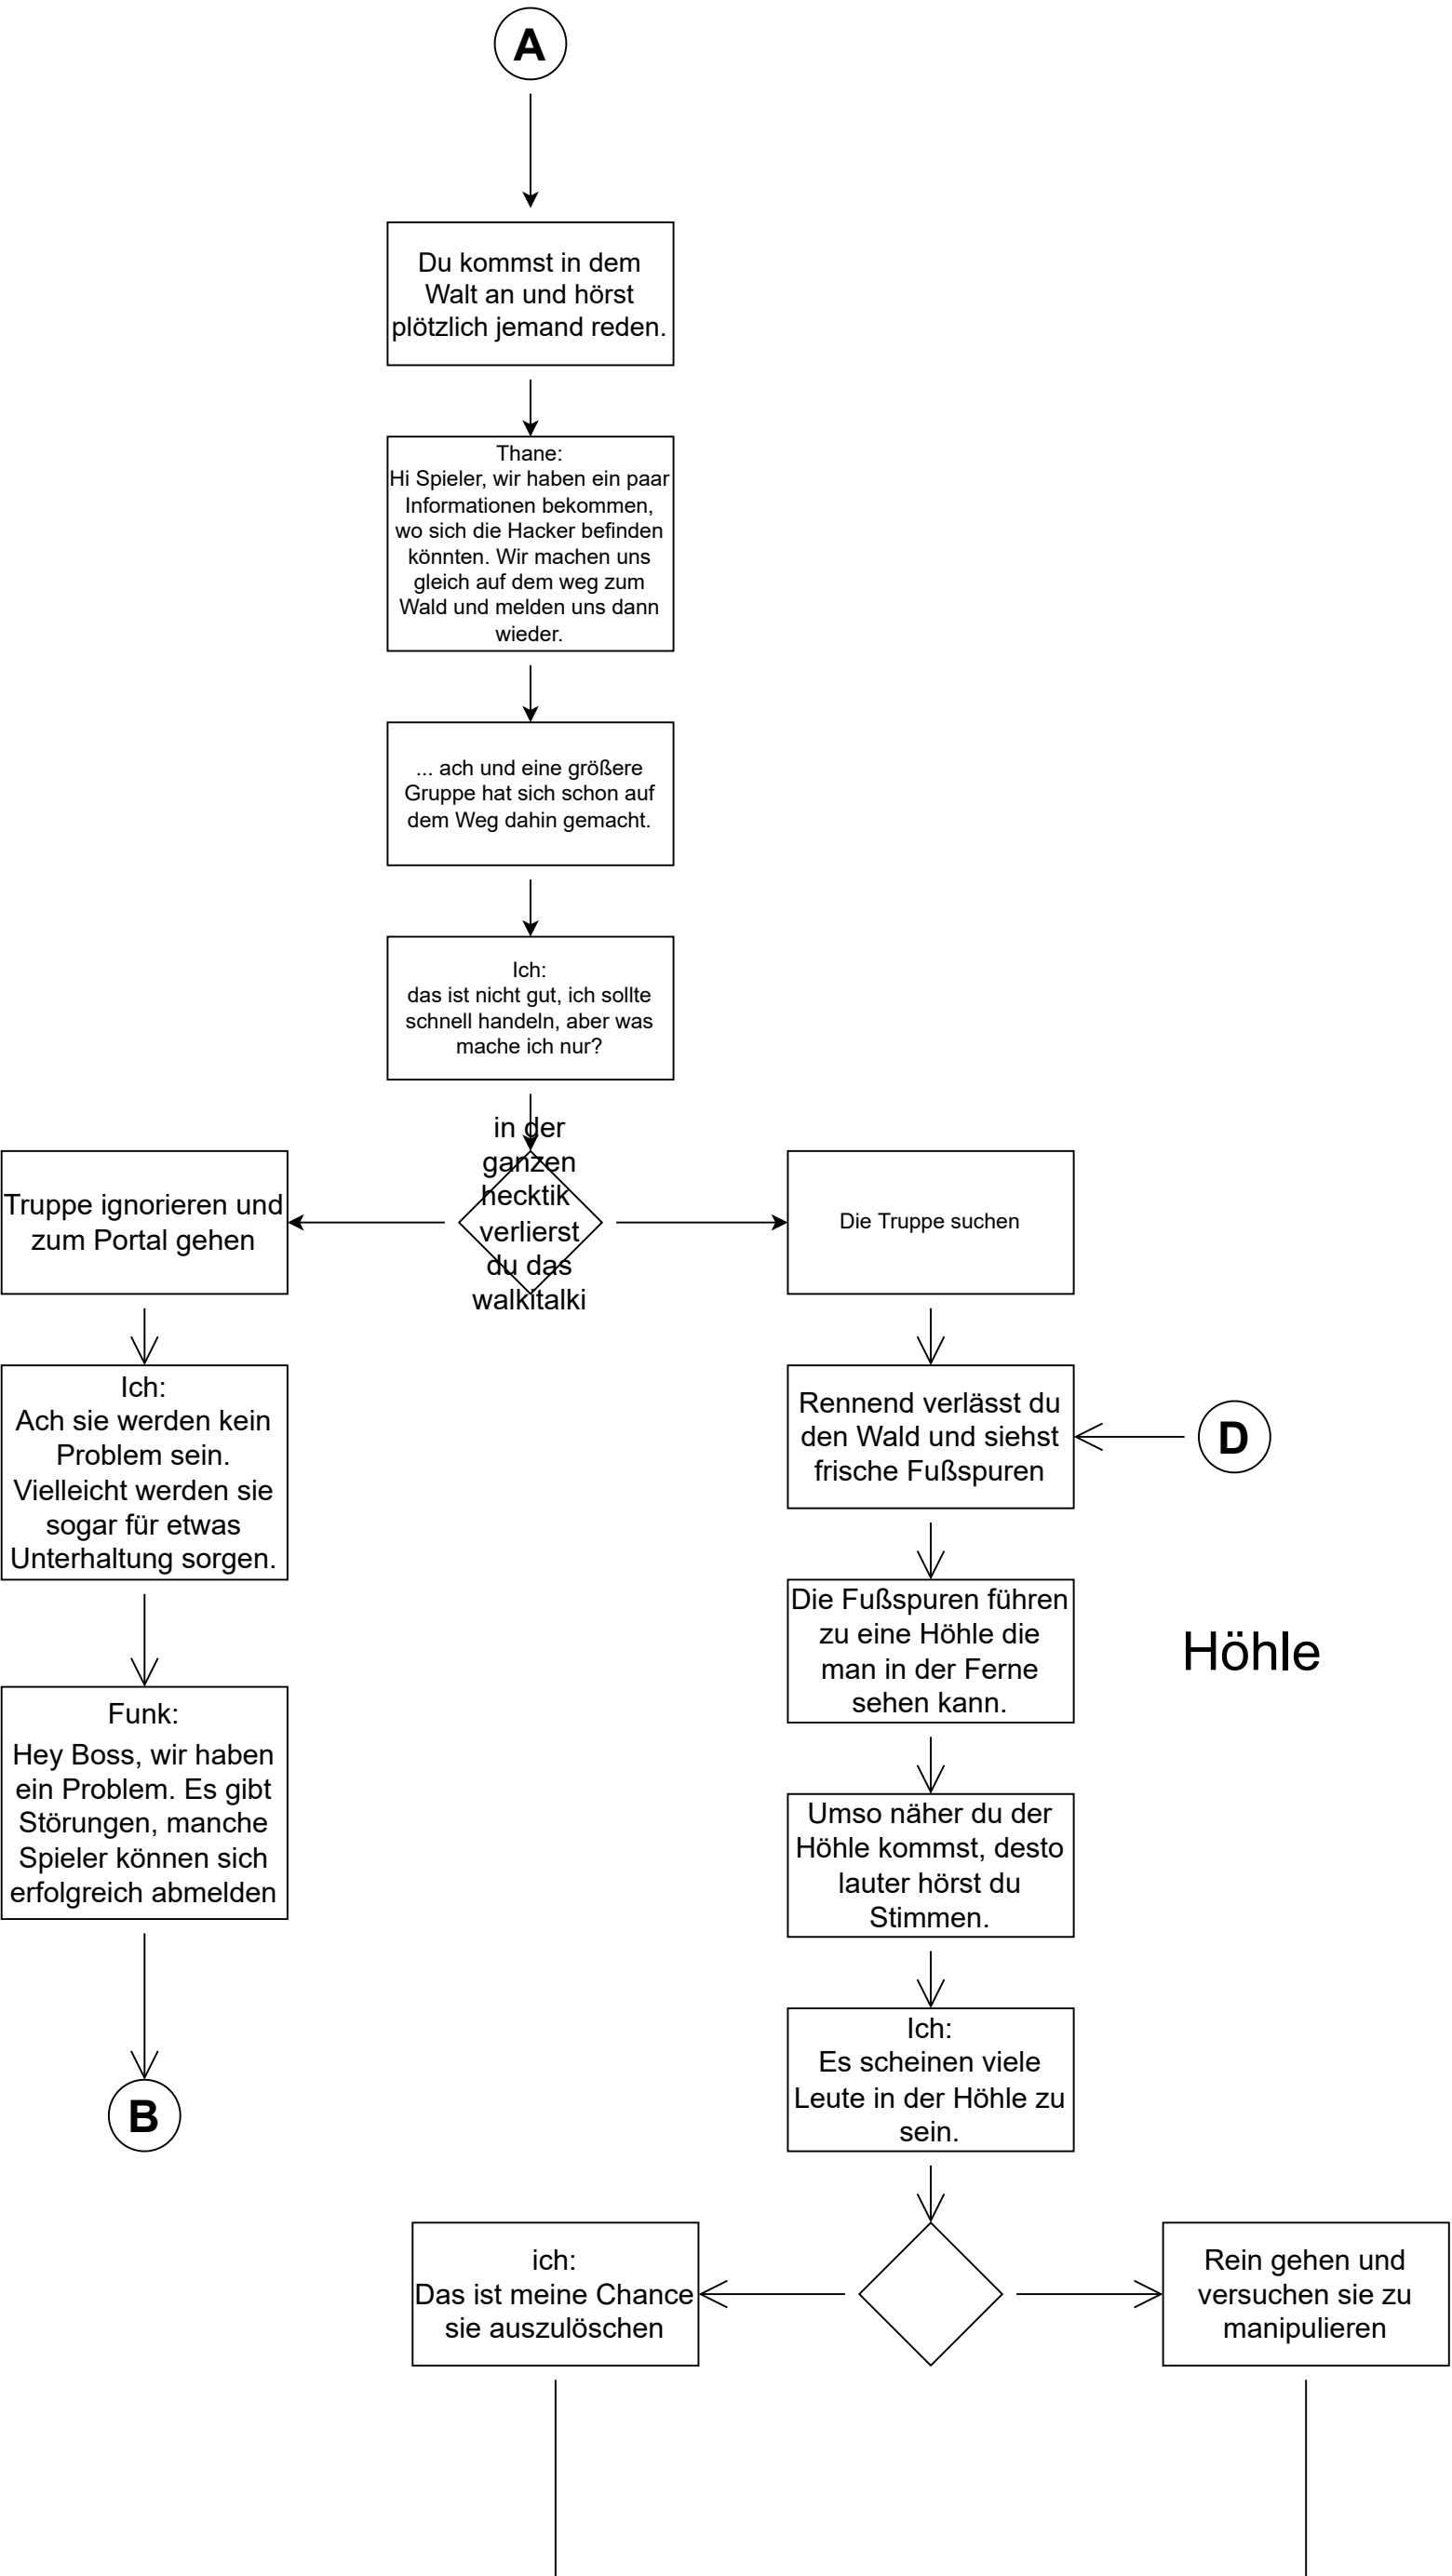 A
Du kommst in dem
Walt an und hörst
plötzlich jemand reden.
Thane:
Hi Spieler, wir haben ein paar
Informationen bekommen,
wo sich die Hacker befinden
könnten. Wir machen uns
gleich auf dem weg zum
Wald und melden uns dann
wieder.
... ach und eine größere
Gruppe hat sich schon auf
dem Weg dahin gemacht.
Ich:
das ist nicht gut, ich sollte
schnell handeln, aber was
mache ich nur?
in der
ganzen
hecktik
verlierst
du das
walkitalki
Truppe ignorieren und
zum Portal gehen
Ich:
Ach sie werden kein
Problem sein.
Vielleicht werden sie
sogar für etwas
Unterhaltung sorgen.
Funk:
Hey Boss, wir haben
ein Problem. Es gibt
Störungen, manche
Spieler können sich
erfolgreich abmelden
B
Die Truppe suchen
Rennend verlässt du
den Wald und siehst
frische Fußspuren
D
Die Fußspuren führen
zu eine Höhle die
man in der Ferne
sehen kann.
Höhle
Umso näher du der
Höhle kommst, desto
lauter hörst du
Stimmen.
Ich:
Es scheinen viele
Leute in der Höhle zu
sein.
ich:
Das ist meine Chance
sie auszulöschen
Rein gehen und
versuchen sie zu
manipulieren